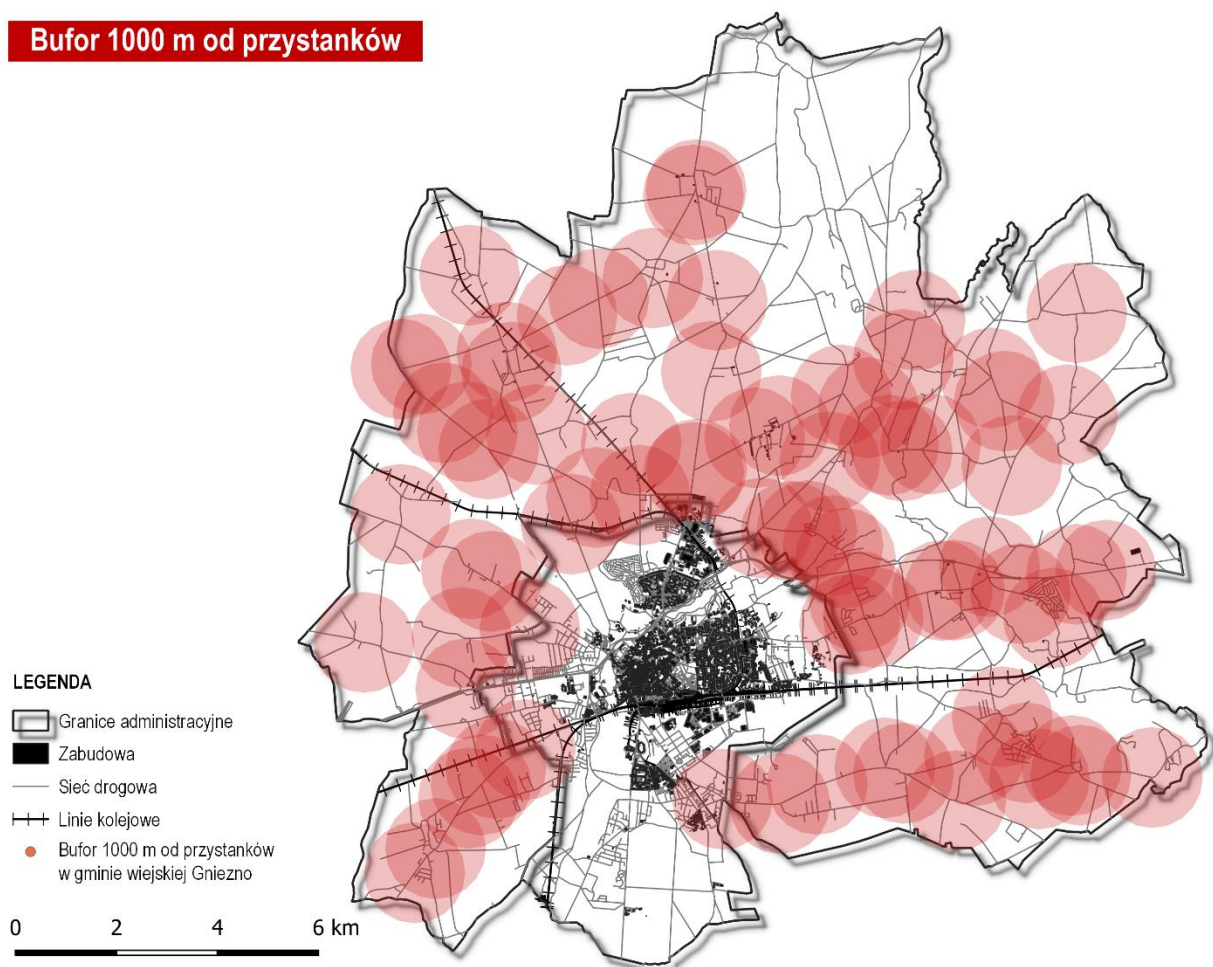 Bufor 1000 m od przystanków
LEGENDA
Granice administracyjne
Zabudowa
Sieć drogowa
Linie kolejowe
Bufor 1000 m od przystanków
w gminie wiejskiej Gniezno
0 2 4 6 km